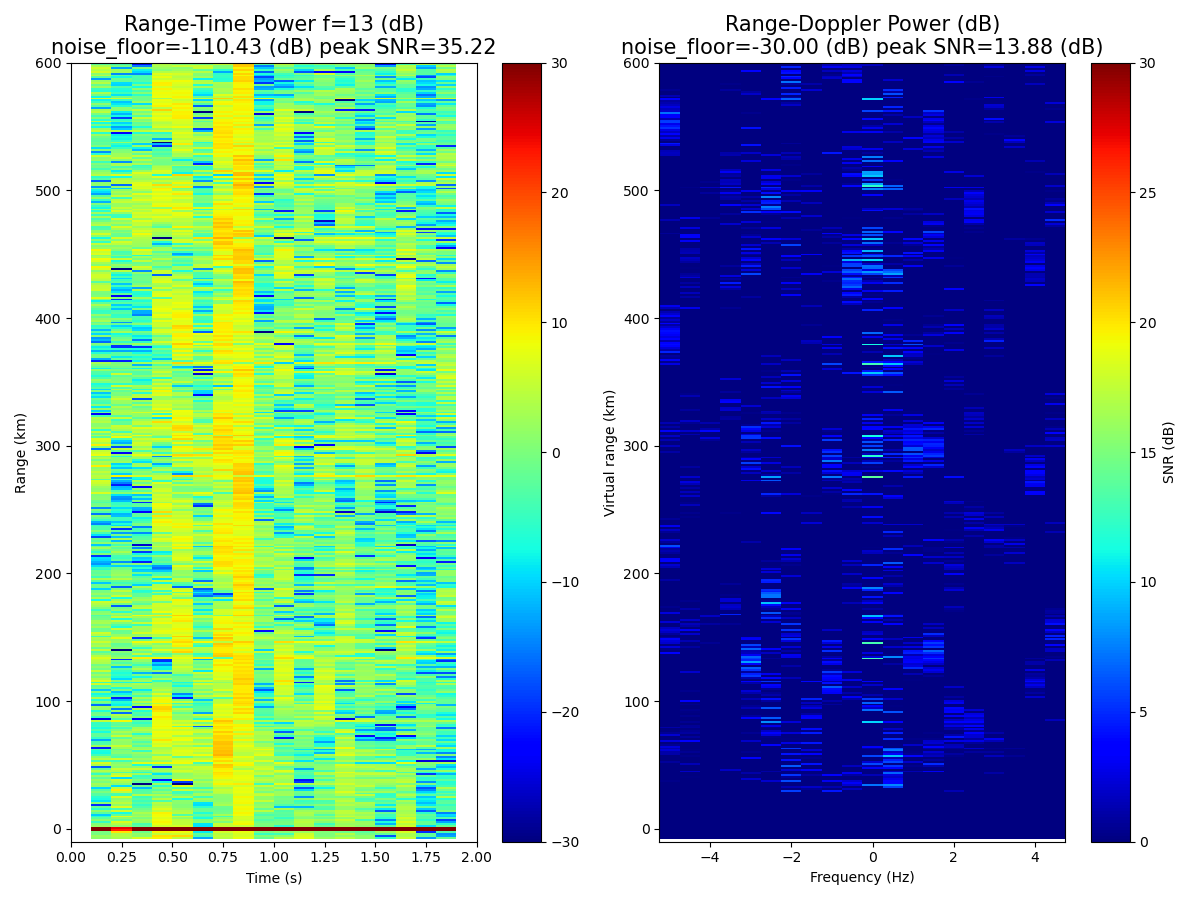 Range-Time Power f=13 (dB)
noise_floor=-110.43 (dB) peak SNR=35.22
Range-Doppler Power (dB)
noise_floor=-30.00 (dB) peak SNR=13.88 (dB)
600
500
400
300
200
100
0
Range (km)
0.00 0.25 0.50 0.75 1.00 1.25 1.50 1.75 2.00
Time (s)
30
20
10
0
−10
−20
−30
600
500
400
300
200
100
0
Virtual range (km)
−4 −2 0 2 4
Frequency (Hz)
30
25
20
15
10
5
0
SNR (dB)